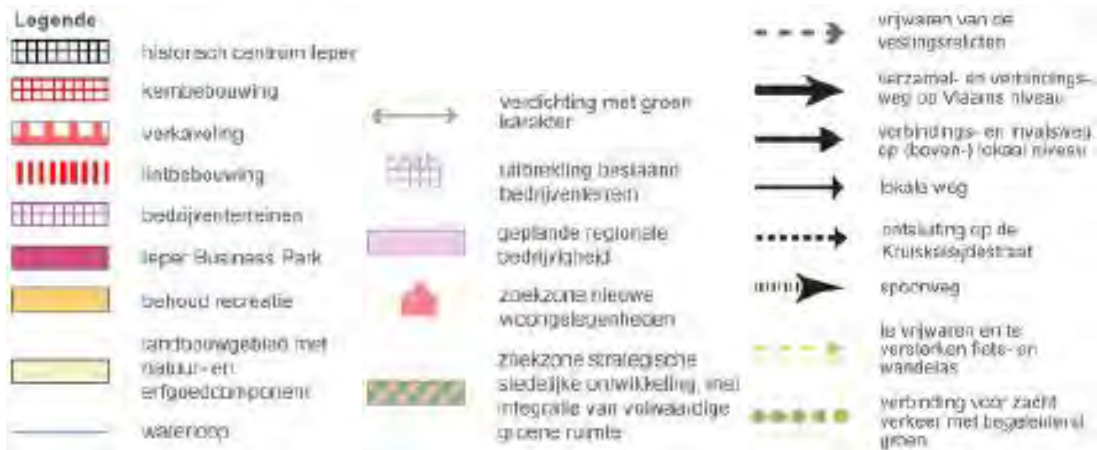 Legende
historisch centrum Ieper
kernbebouwing
verkaveling
lintbebouwing
bedrijventerreinen
Ieper Business Park
behoud recreatie
landbouwgebied met
natuur- en
erfgoedcomponent
waterloop
verdichting met groen
karakter
uitbreiding bestaand
bedrijventerrein
geplande regionale
bedrijvigheid
zoekzone nieuwe
woongelegenheden
zoekzone strategische
stedelijke ontwikkeling, met
integratie van volwaardige
groene ruimte
vrijwaren van de
vestingsrelicten
verzamel- en verbindings-
weg op Vlaams niveau
verbindings- en invalsweg
op (boven-) lokaal niveau
lokale weg
ontsluiting op de
Kruiskalsijdestraat
spoorweg
te vrijwaren en te
versterken fiets- en
wandelas
verbinding voor zacht
verkeer met begeleidend
groen